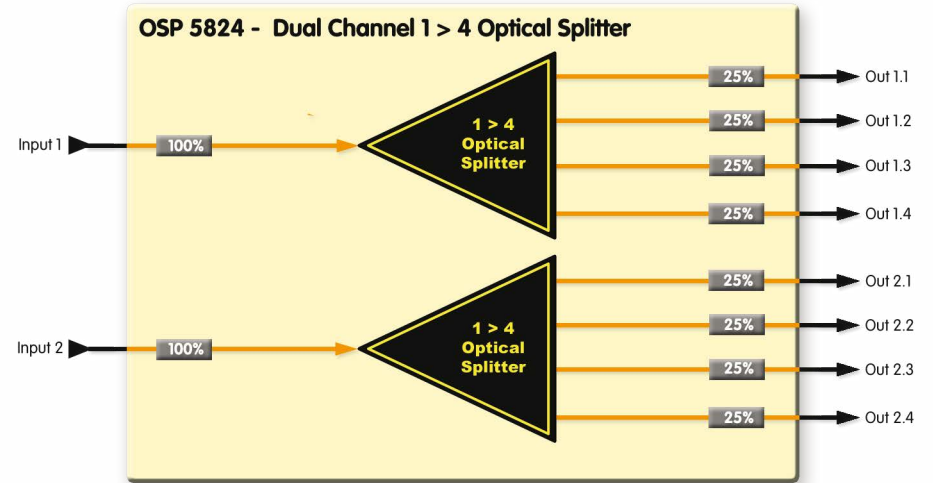 OSP 5824 - Dual Channel 1 > 4 Optical Splitter
Input 1
100%
1 > 4
Optical
Splitter
25%
Out 1.1
25%
Out 1.2
25%
Out 1.3
25%
Out 1.4
Input 2
100%
1 > 4
Optical
Splitter
25%
Out 2.1
25%
Out 2.2
25%
Out 2.3
25%
Out 2.4